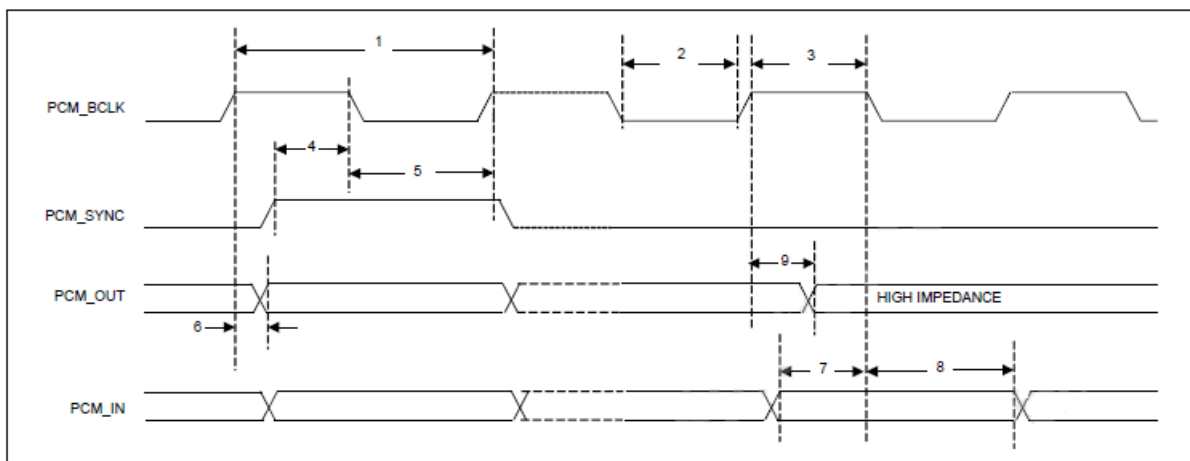 1
2
3
PCM_BCLK
4
5
PCM_SYNC
9
PCM_OUT
HIGH IMPEDANCE
6
7
8
PCM_IN